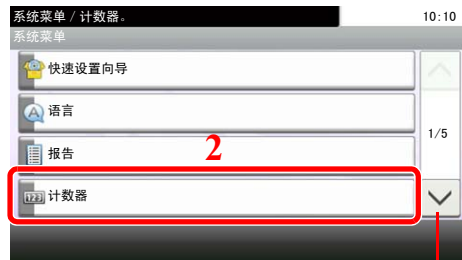 系统菜单 / 计数器。
10:10
系统菜单
快速设置向导
语言
报告
2
123 计数器
1/5